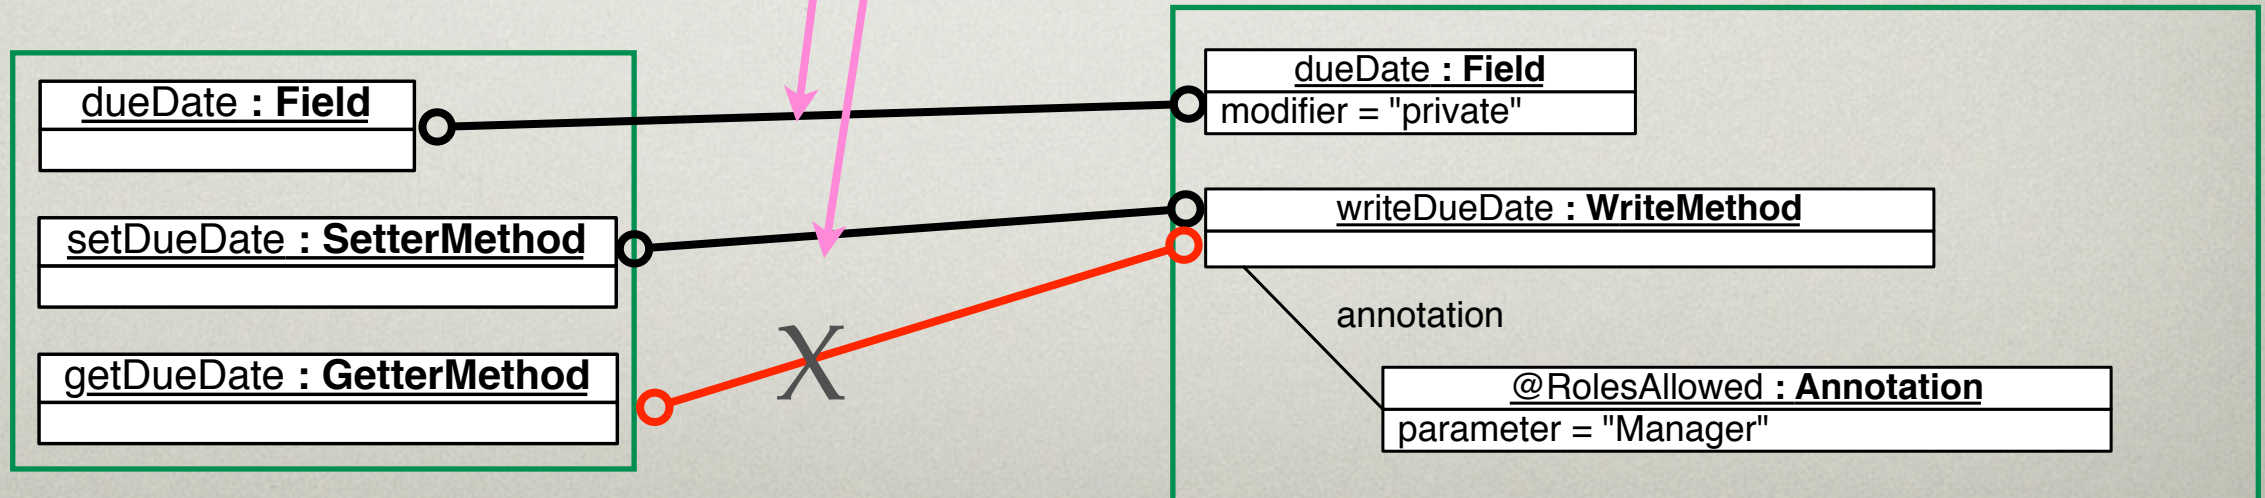 dueDate : Field
setDueDate : SetterMethod
getDueDate : GetterMethod
X
dueDate : Field
modifier = "private"
writeDueDate : WriteMethod
annotation
@RolesAllowed : Annotation
parameter = "Manager"